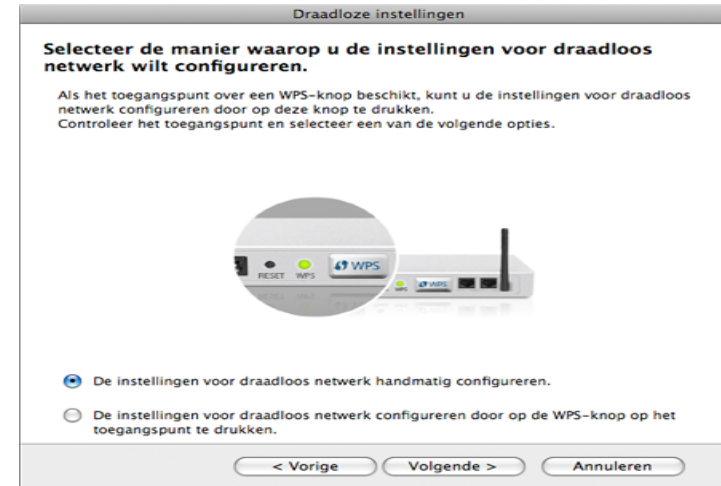 Draadloze instellingen
Selecteer de manier waarop u de instellingen voor draadloos
netwerk wilt configureren.
Als het toegangspunt over een WPS-knop beschikt, kunt u de instellingen voor draadloos
netwerk configureren door op deze knop te drukken.
Controleer het toegangspunt en selecteer een van de volgende opties.
RESET WPS WPS
WPS WPS
De instellingen voor draadloos netwerk handmatig configureren.
De instellingen voor draadloos netwerk configureren door op de WPS-knop op het
toegangspunt te drukken.
< Vorige Volgende > Annuleren